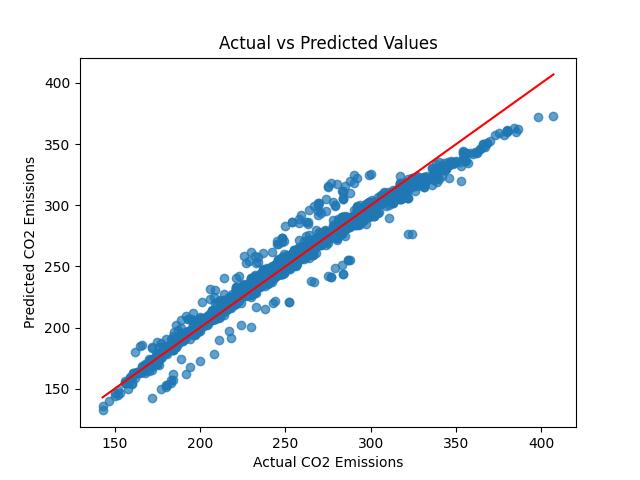 Actual vs Predicted Values
400
350
300
250
200
150
Predicted CO2 Emissions
150 200 250 300 350 400
Actual CO2 Emissions